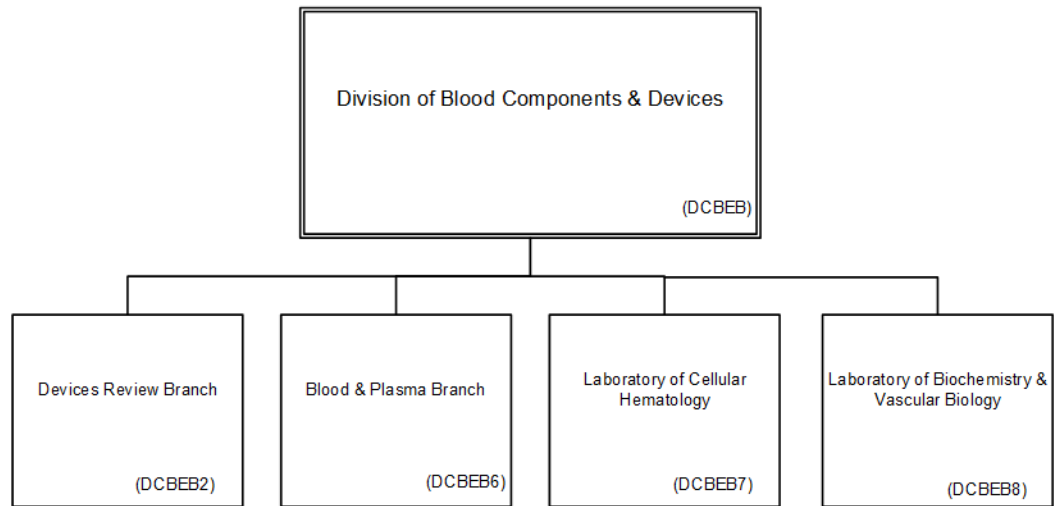 Division of Blood Components & Devices
(DCBEB)
Devices Review Branch
(DCBEB2)
Blood & Plasma Branch
(DCBEB6)
Laboratory of Cellular
Hematology
(DCBEB7)
Laboratory of Biochemistry &
Vascular Biology
(DCBEB8)